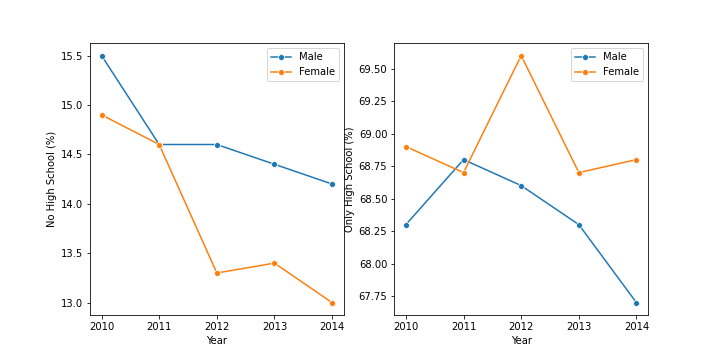 No High School (%)
15.5
15.0
14.5
14.0
13.5
13.0
2010 2011 2012 2013 2014
Year
Male
Female
Only High School (%)
69.50
69.25
69.00
68.75
68.50
68.25
68.00
67.75
2010 2011 2012 2013 2014
Year
Male
Female